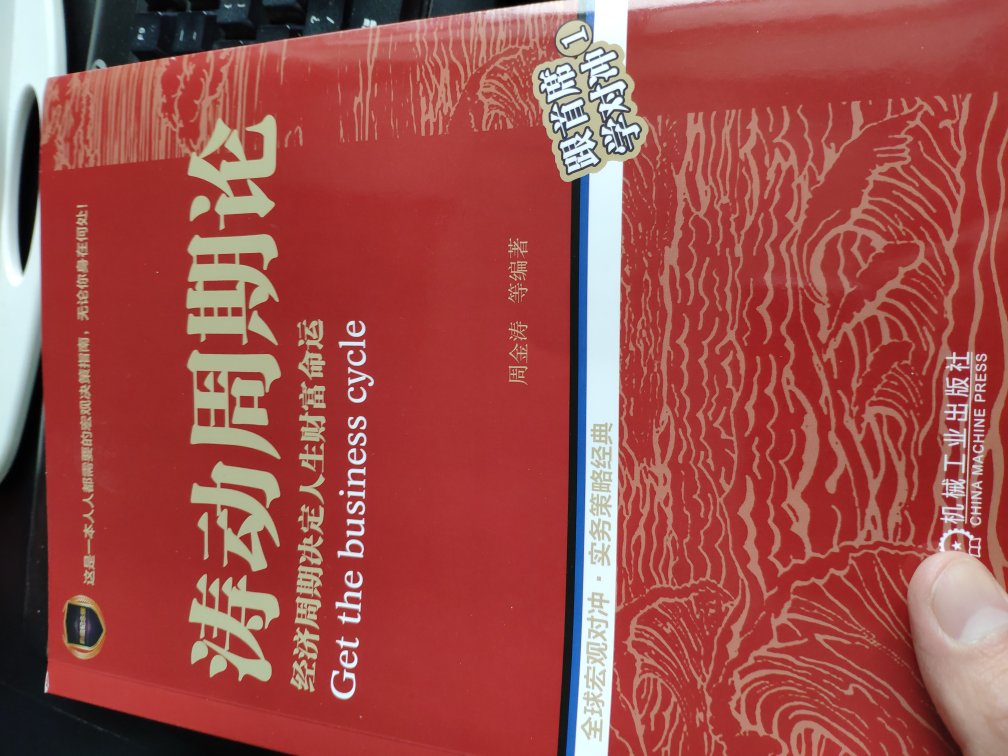 这是一本人人都需要的宏观决策指南，无论你身在何处！
涛动周期论
经济周期决定人生财富命运
Get the business cycle
周金涛 等编著
跟首席
学对冲
1
全球宏观对冲·实务策略经典
机械工业出版社
CHINA MACHINE PRESS